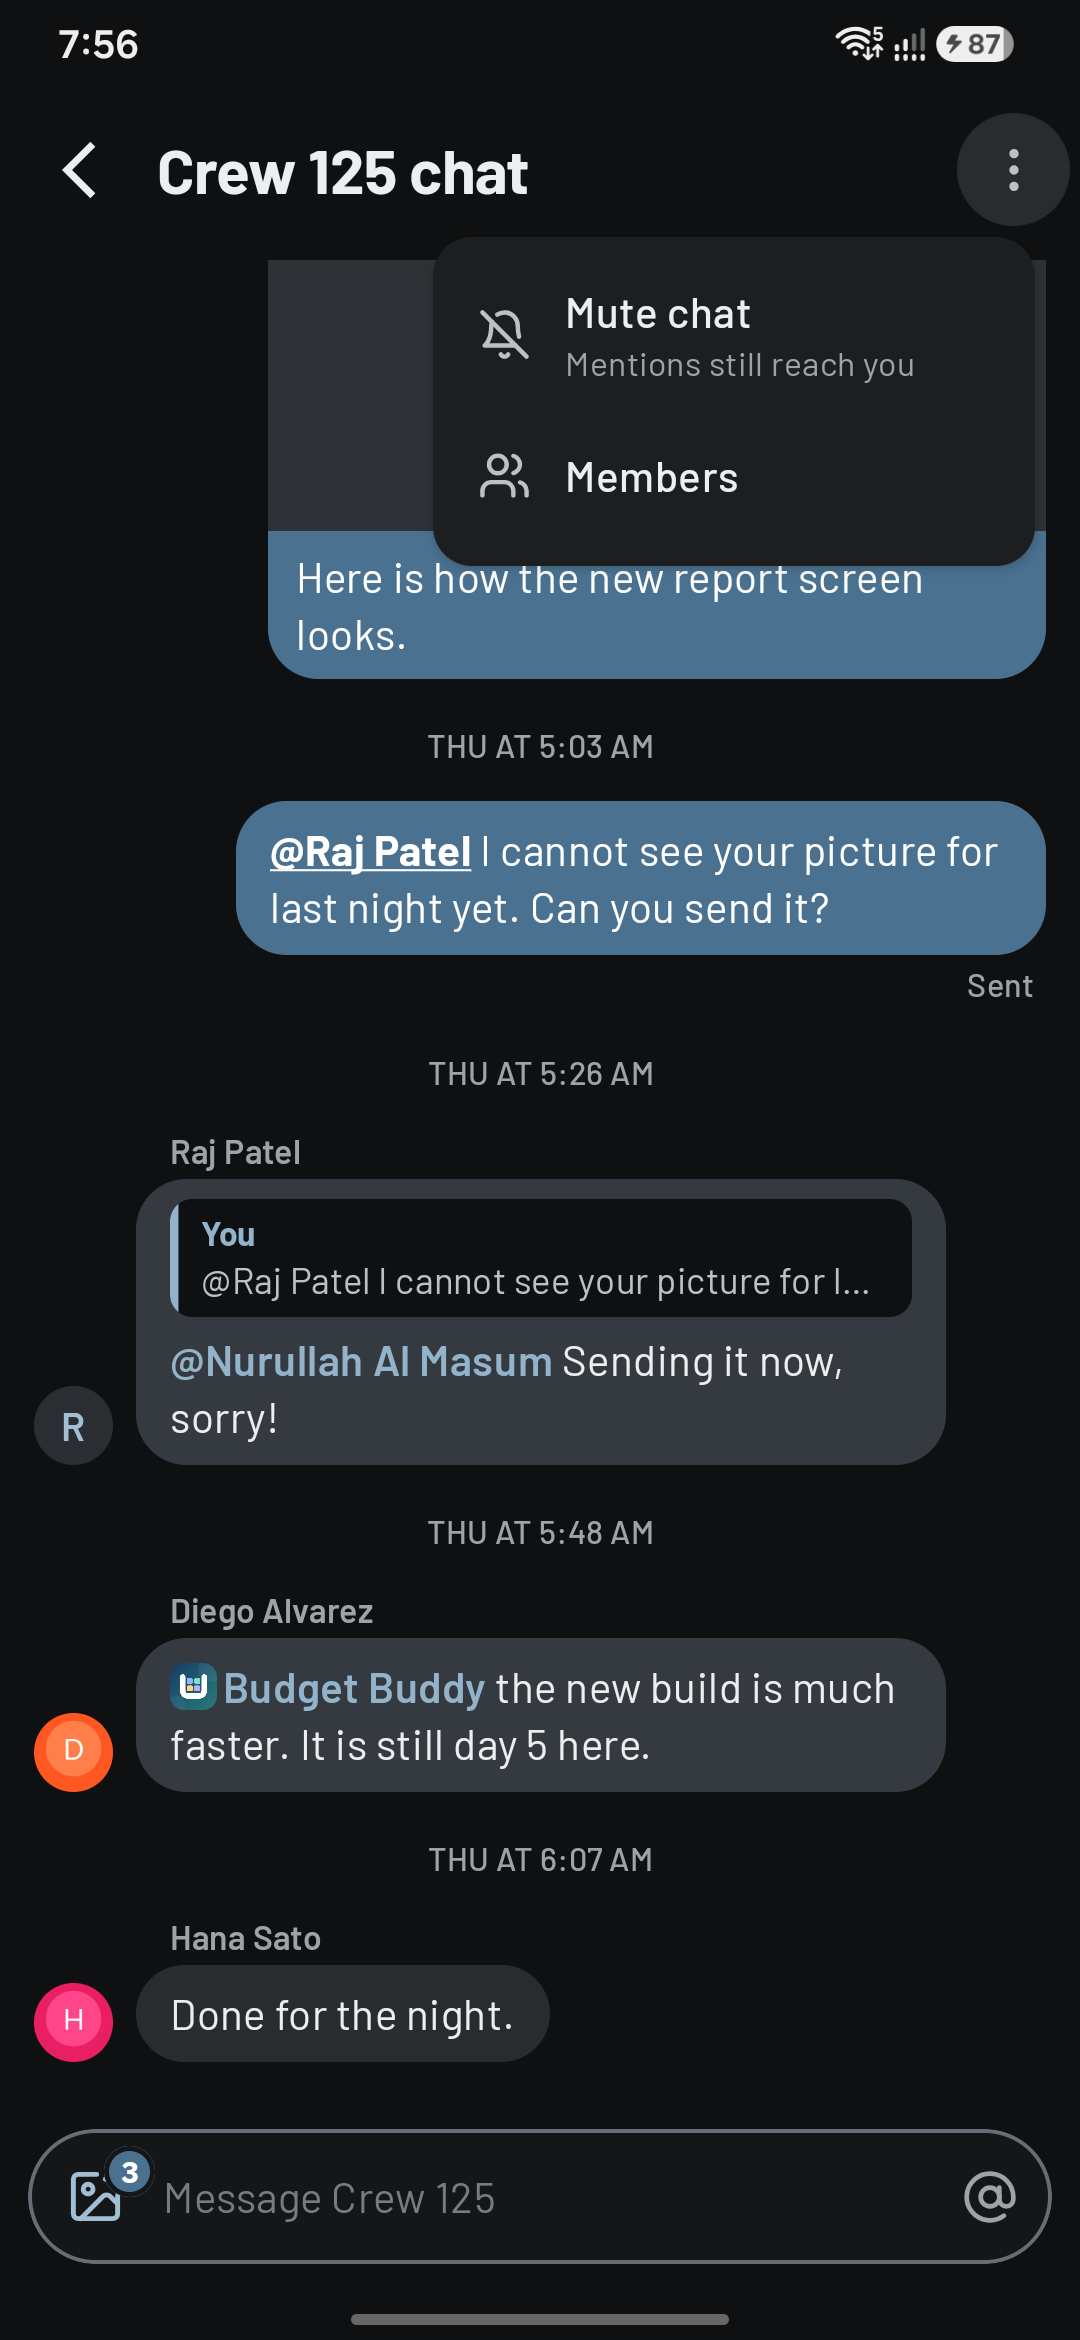 7:56
5
87
Crew 125 chat
Mute chat
Mentions still reach you
Members
Here is how the new report screen
looks.
THU AT 5:03 AM
@Raj Patel I cannot see your picture for
last night yet. Can you send it?
Sent
THU AT 5:26 AM
Raj Patel
You
@Raj Patel I cannot see your picture for l...
@Nurullah Al Masum Sending it now,
sorry!
R
THU AT 5:48 AM
Diego Alvarez
Budget Buddy the new build is much
faster. It is still day 5 here.
D
THU AT 6:07 AM
Hana Sato
Done for the night.
H
3
Message Crew 125
@